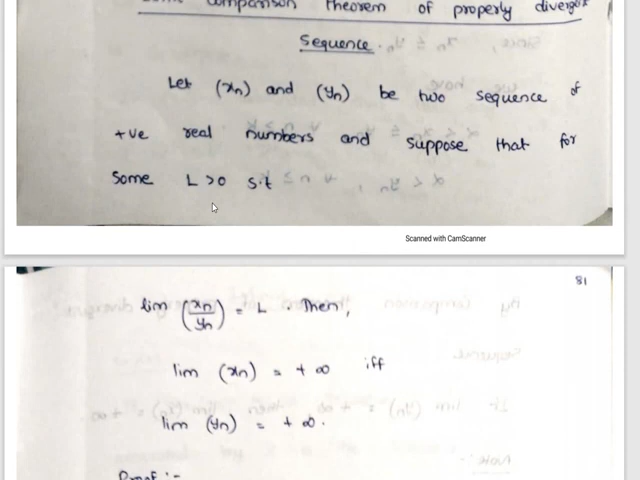 Comparison Theorem of properly divergent
Sequence.
Let (xn) and (yn) be two sequence of
+ve real numbers and suppose that for
some L >0 s.t
Scanned with CamScanner
81
lim (xn/yn) = L . Then,
lim (xn) = +∞ iff
lim (yn) = +∞.
Proof :-